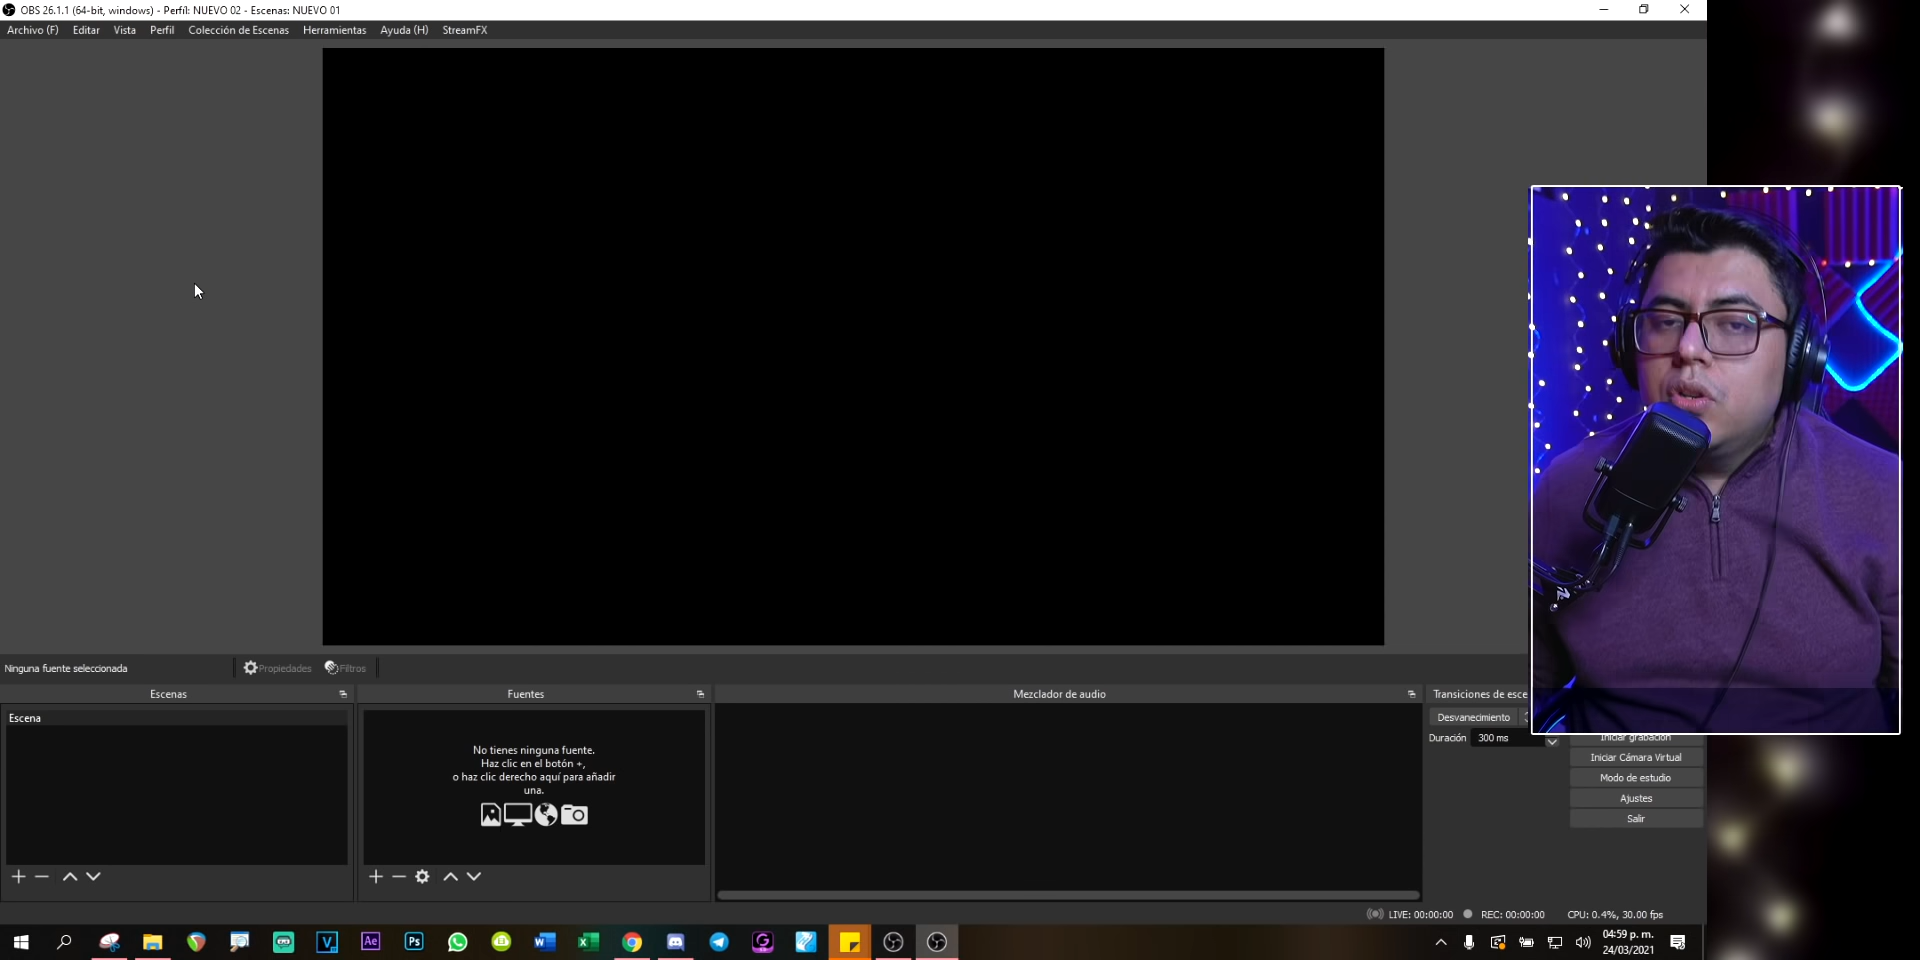 OBS 26.1.1 (64-bit, windows) - Perfil: NUEVO 02 - Escenas: NUEVO 01
Archivo (F) Editar Vista Perfil Colección de Escenas Herramientas Ayuda (H) StreamFX
Ninguna fuente seleccionada Propiedades Filtros
Escenas Fuentes Mezclador de audio Transiciones de esce
Escena
No tienes ninguna fuente.
Haz clic en el botón +,
o haz clic derecho aquí para añadir
una.
Desvanecimiento
Duración 300 ms
Iniciar grabación
Iniciar Cámara Virtual
Modo de estudio
Ajustes
Salir
LIVE: 00:00:00 REC: 00:00:00 CPU: 0.4%, 30.00 fps
V Ae Ps
04:59 p. m.
24/03/2021